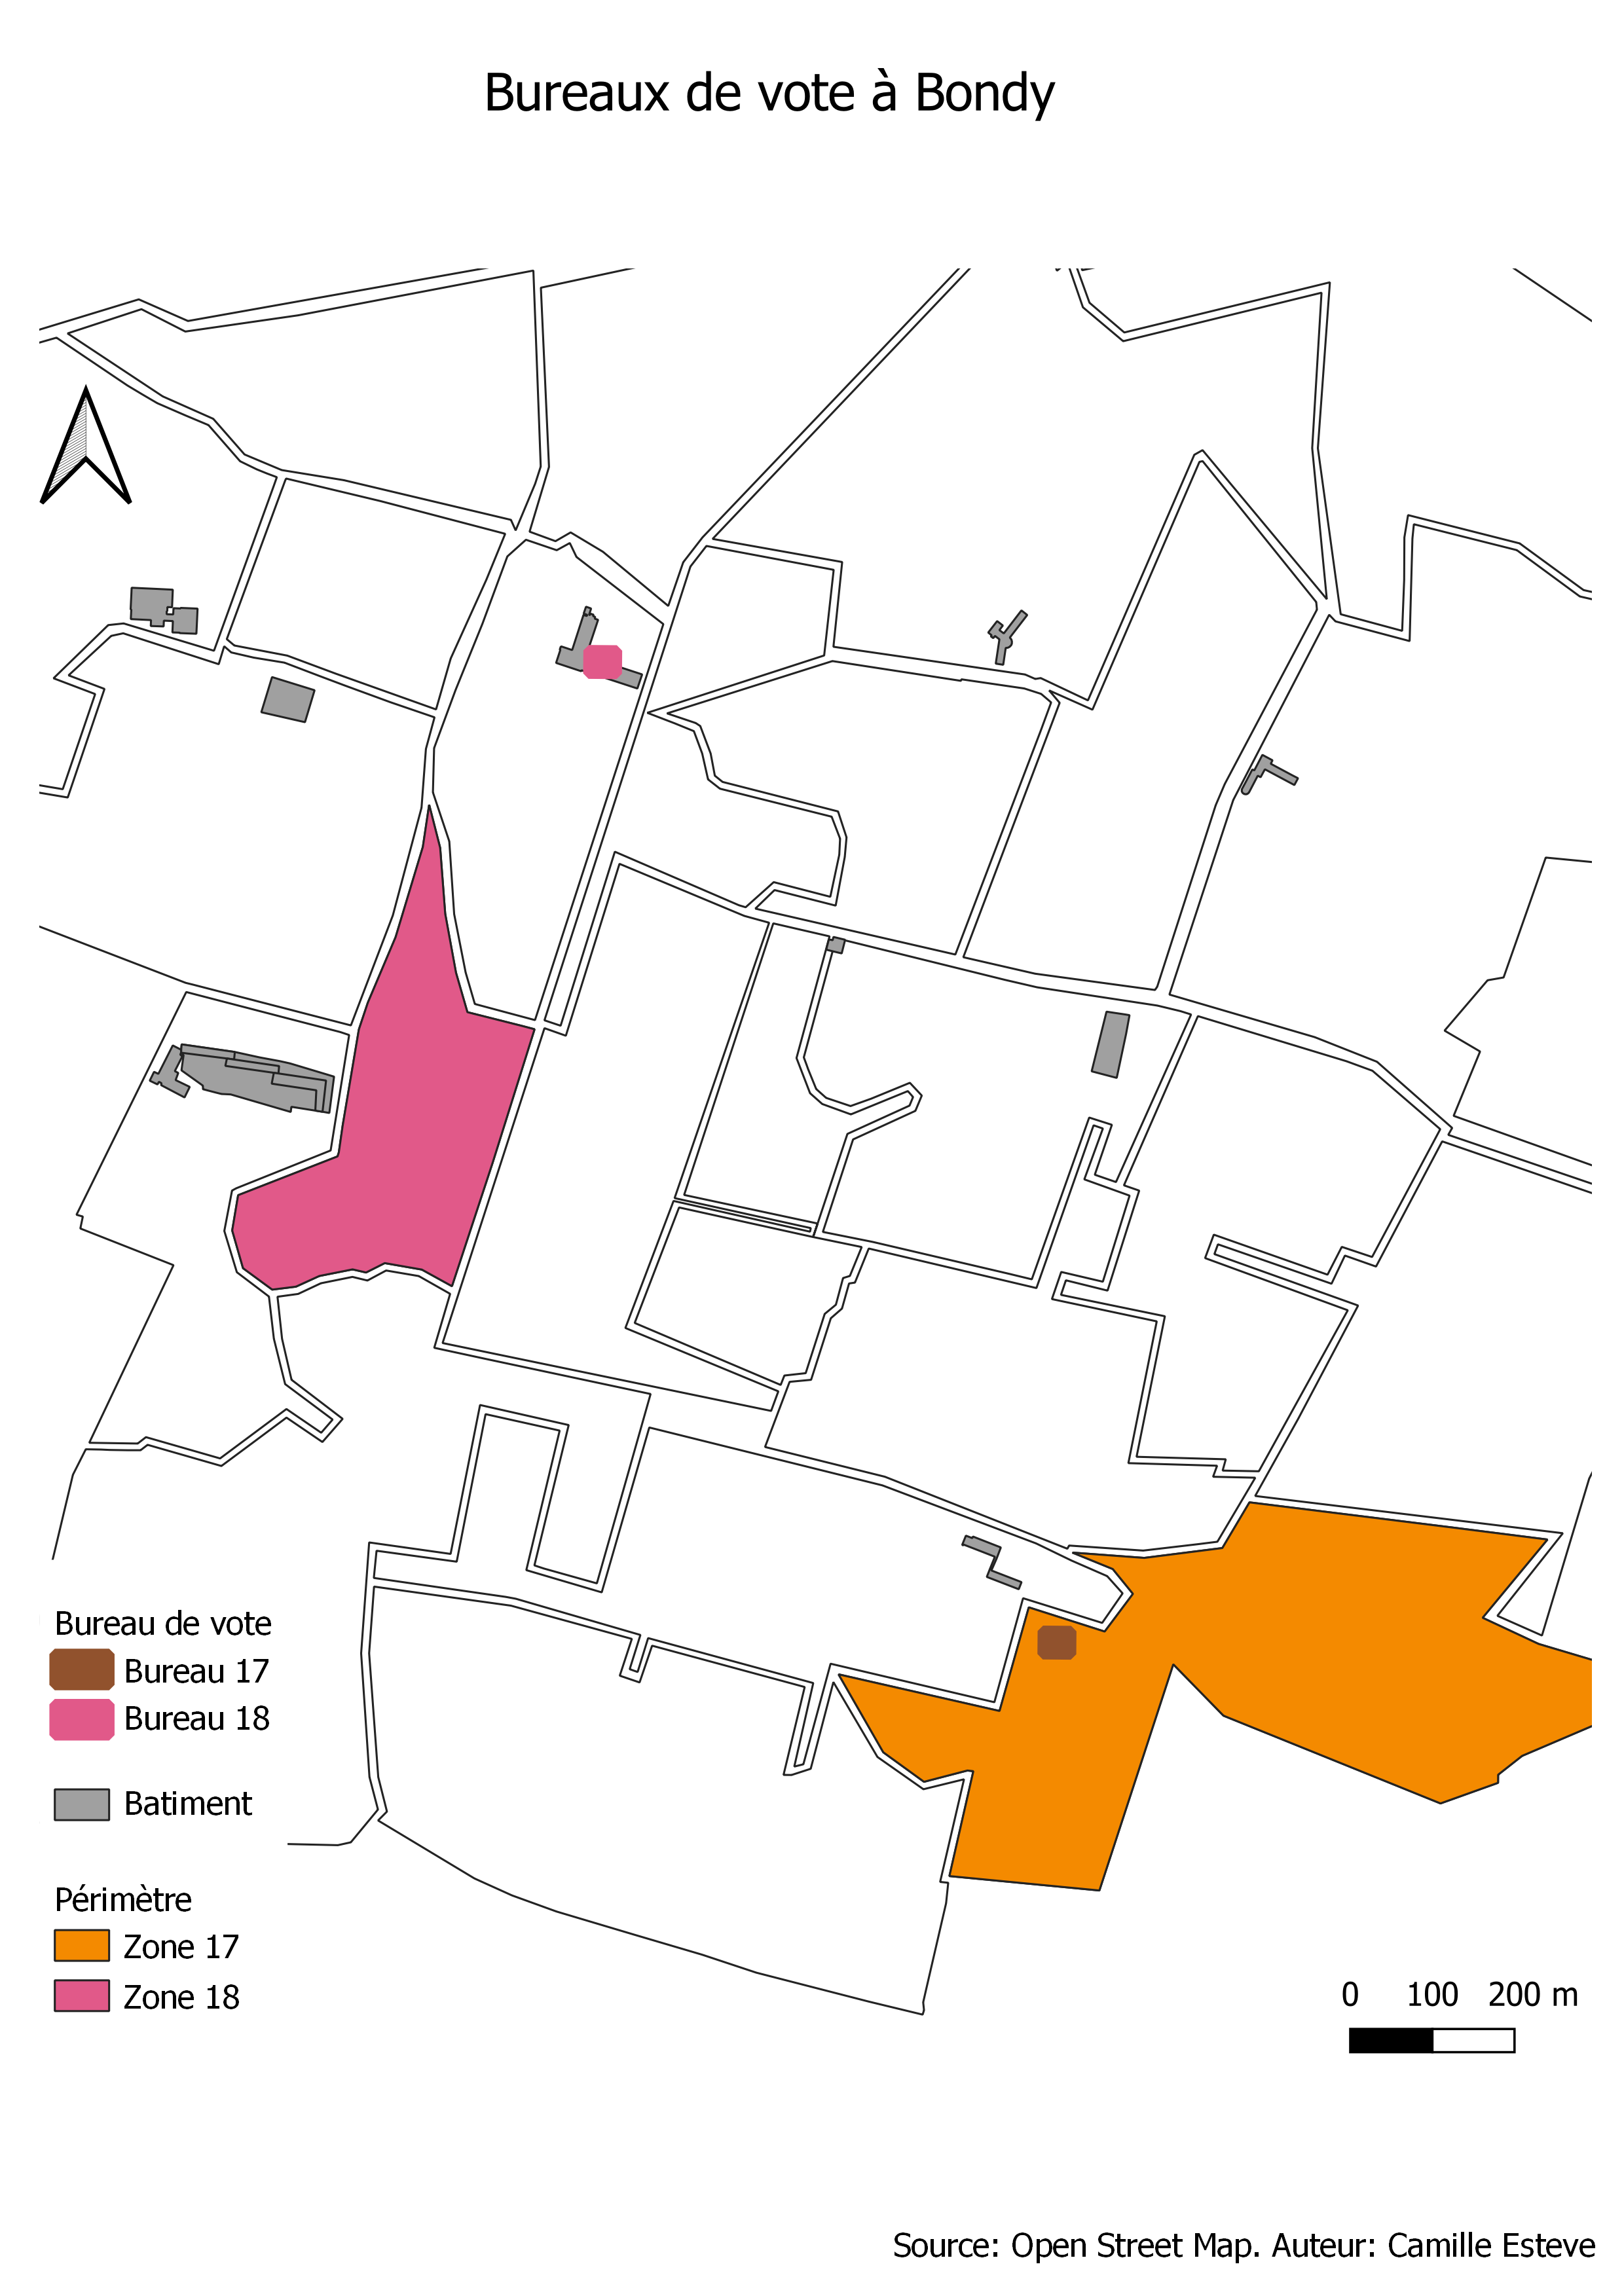 Bureaux de vote à Bondy
Bureau de vote
Bureau 17
Bureau 18
Batiment
Périmètre
Zone 17
Zone 18
0 100 200 m
Source: Open Street Map. Auteur: Camille Esteve